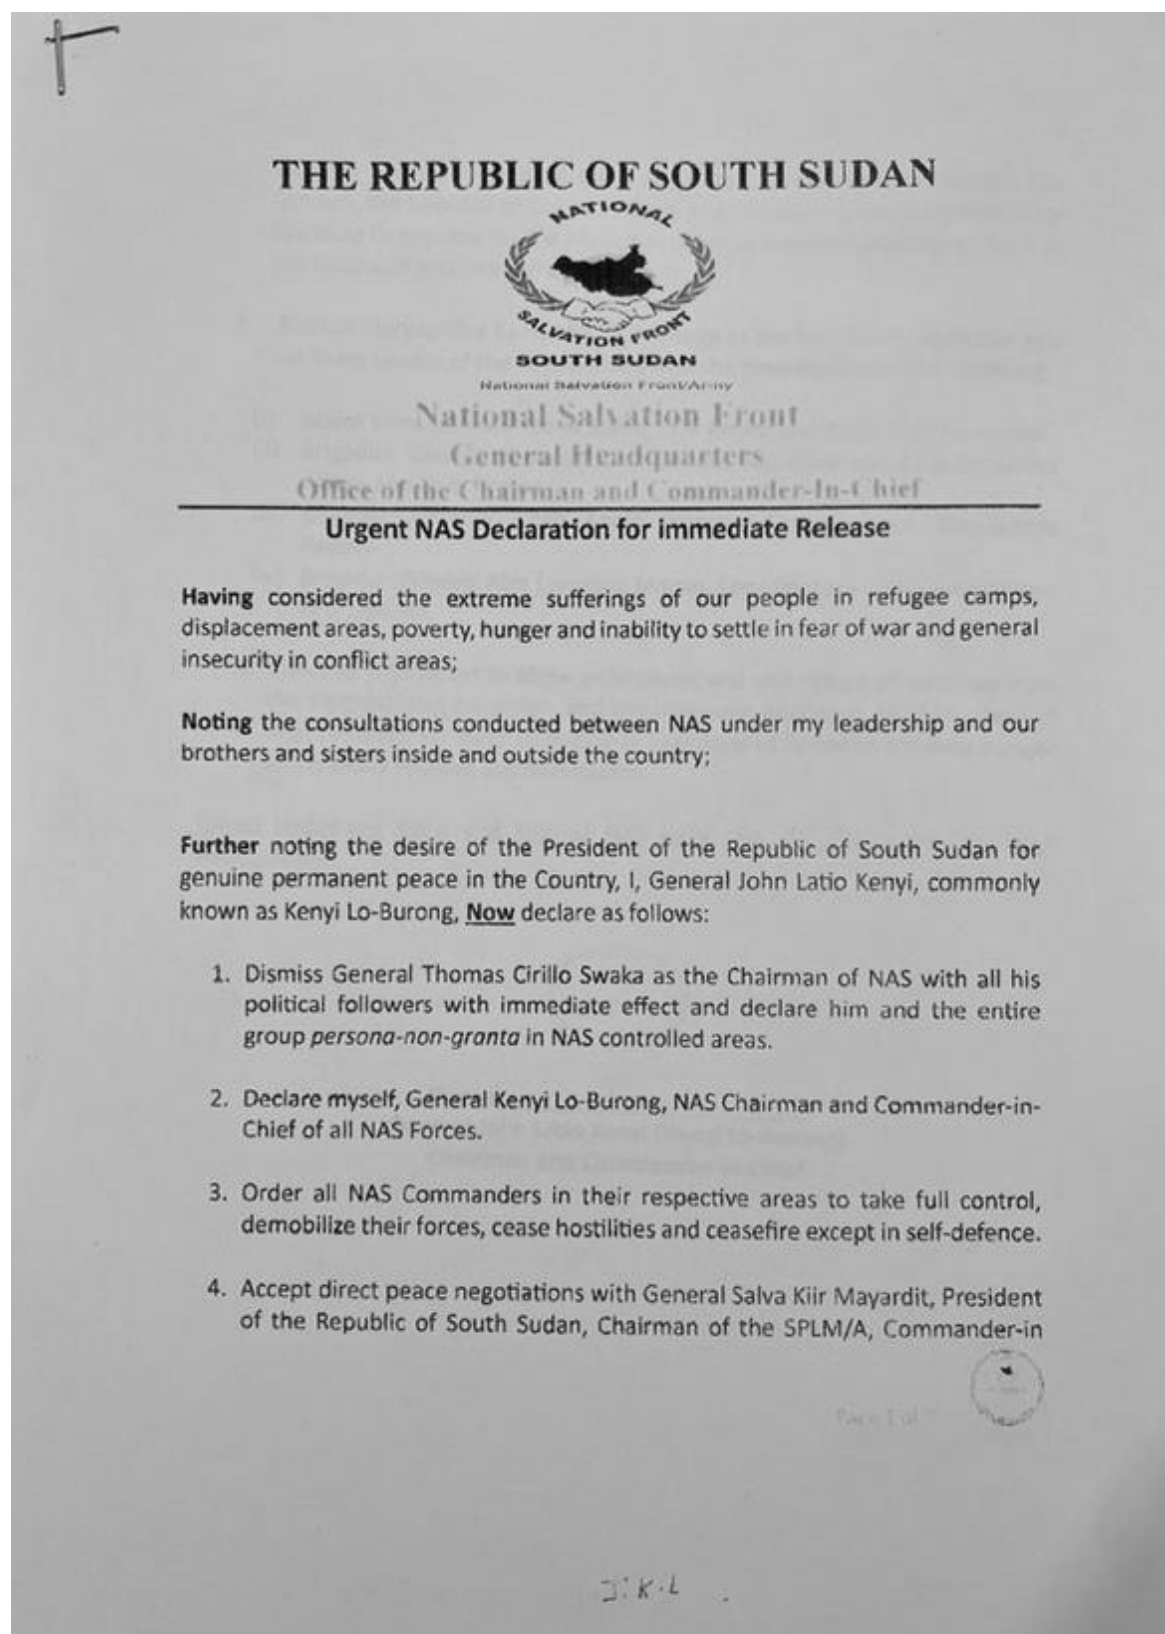 THE REPUBLIC OF SOUTH SUDAN
NATIONAL
SALVATION FRONT
SOUTH SUDAN
National Salvation Front/Army
National Salvation Front
General Headquarters
Office of the Chairman and Commander-In-Chief
Urgent NAS Declaration for immediate Release
Having considered the extreme sufferings of our people in refugee camps,
displacement areas, poverty, hunger and inability to settle in fear of war and general
insecurity in conflict areas;
Noting the consultations conducted between NAS under my leadership and our
brothers and sisters inside and outside the country;
Further noting the desire of the President of the Republic of South Sudan for
genuine permanent peace in the Country, I, General John Latio Kenyi, commonly
known as Kenyi Lo-Burong, Now declare as follows:
1. Dismiss General Thomas Cirillo Swaka as the Chairman of NAS with all his
political followers with immediate effect and declare him and the entire
group persona-non-granta in NAS controlled areas.
2. Declare myself, General Kenyi Lo-Burong, NAS Chairman and Commander-in-
Chief of all NAS Forces.
3. Order all NAS Commanders in their respective areas to take full control,
demobilize their forces, cease hostilities and ceasefire except in self-defence.
4. Accept direct peace negotiations with General Salva Kiir Mayardit, President
of the Republic of South Sudan, Chairman of the SPLM/A, Commander-in
J.K.L